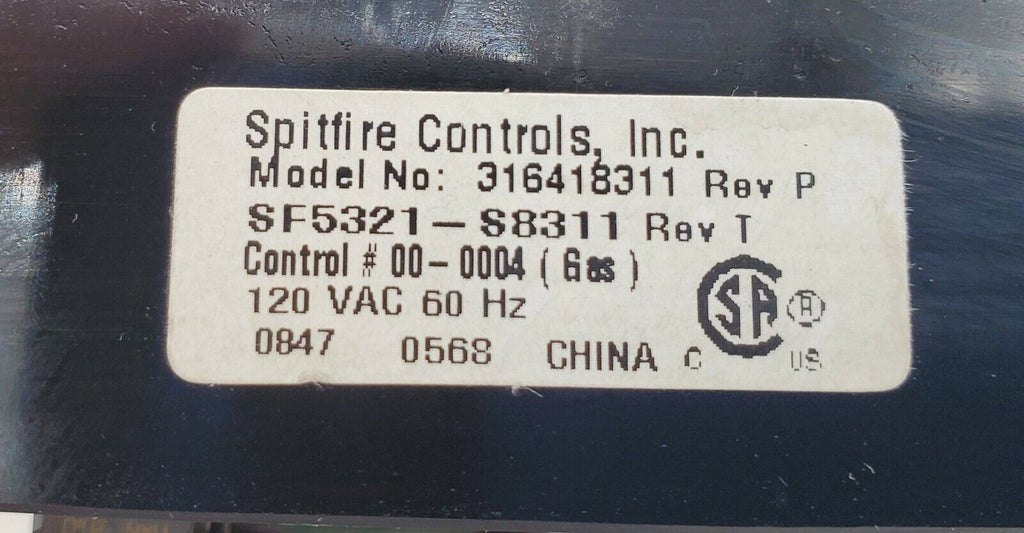 Spitfire Controls, Inc.
Model No: 316418311 Rev P
SF5321-S8311 Rev T
Control # 00-0004 (Gas)
120 VAC 60 Hz
SA ®
0847 0568 CHINA C US